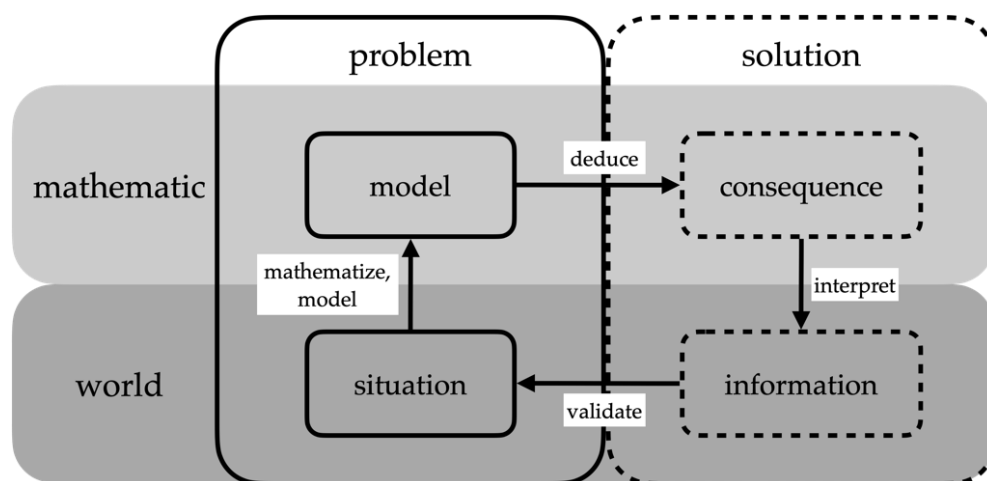 problem
solution
mathematic
model
deduce
consequence
mathematize,
model
interpret
world
situation
validate
information